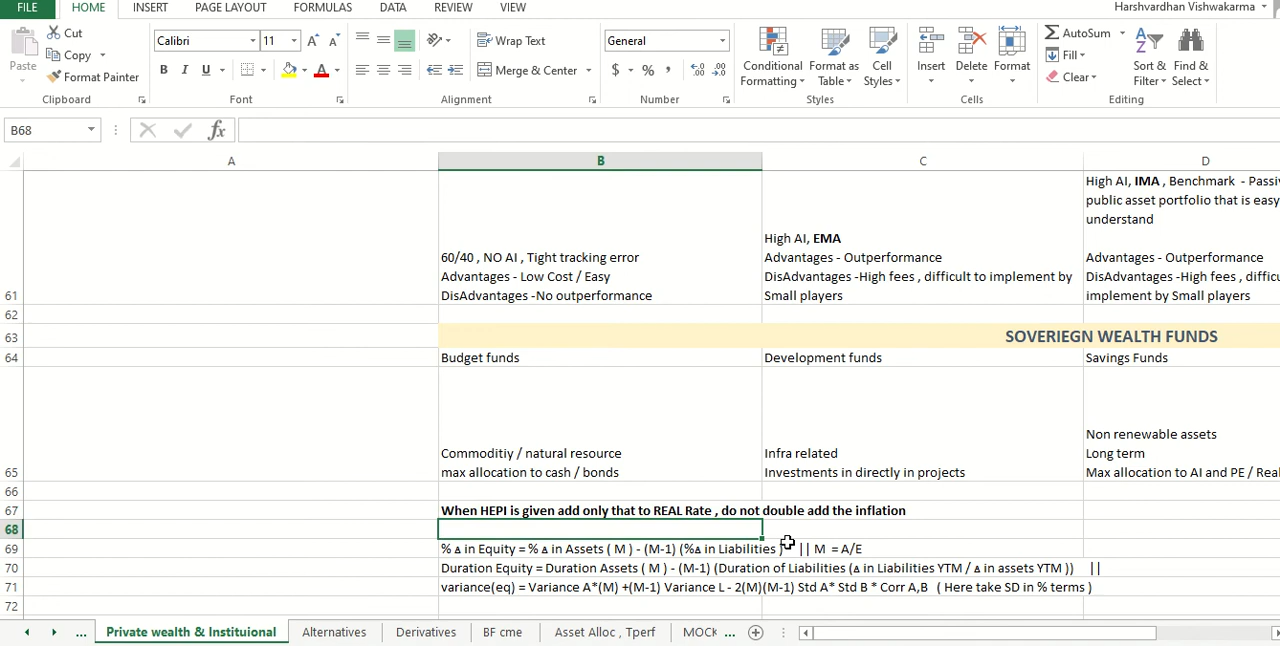 FILE HOME INSERT PAGE LAYOUT FORMULAS DATA REVIEW VIEW Harshvardhan Vishwakarma
Paste
Cut
Copy
Format Painter
Clipboard
Calibri 11
B I U A
Font
Wrap Text
Merge & Center
Alignment
General
$ % ,
Number
Conditional Formatting
Format as Table
Cell Styles
Styles
Insert
Delete
Format
Cells
AutoSum
Fill
Clear
Sort & Filter
Find & Select
Editing
B68 fx
A B C D
61
60/40 , NO AI , Tight tracking error
Advantages - Low Cost / Easy
DisAdvantages -No outperformance
High AI, EMA
Advantages - Outperformance
DisAdvantages -High fees , difficult to implement by
Small players
High AI, IMA , Benchmark - Passi
public asset portfolio that is easy
understand
Advantages - Outperformance
DisAdvantages -High fees , diffic
implement by Small players
62
63 SOVERIEGN WEALTH FUNDS
64 Budget funds Development funds Savings Funds
65
Commoditiy / natural resource
max allocation to cash / bonds
Infra related
Investments in directly in projects
Non renewable assets
Long term
Max allocation to AI and PE / Real
66
67 When HEPI is given add only that to REAL Rate , do not double add the inflation
68
69 % ▵ in Equity = % ▵ in Assets ( M ) - (M-1) (%▵ in Liabilities ) || M = A/E
70 Duration Equity = Duration Assets ( M ) - (M-1) (Duration of Liabilities (▵ in Liabilities YTM / ▵ in assets YTM )) ||
71 variance(eq) = Variance A*(M) +(M-1) Variance L - 2(M)(M-1) Std A* Std B * Corr A,B ( Here take SD in % terms )
72
... Private wealth & Instituional Alternatives Derivatives BF cme Asset Alloc , Tperf MOCK ...